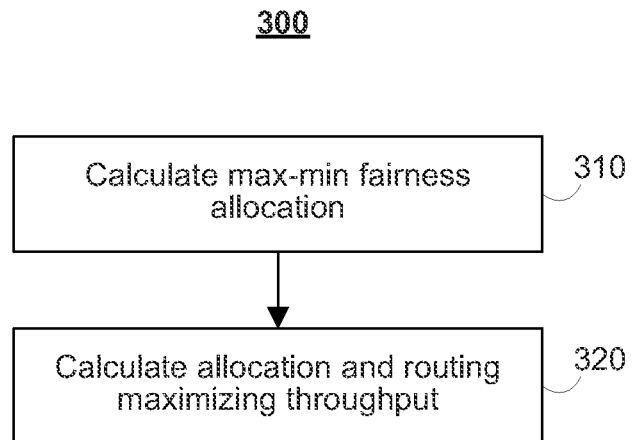 300
Calculate max-min fairness
allocation
310
Calculate allocation and routing
maximizing throughput
320